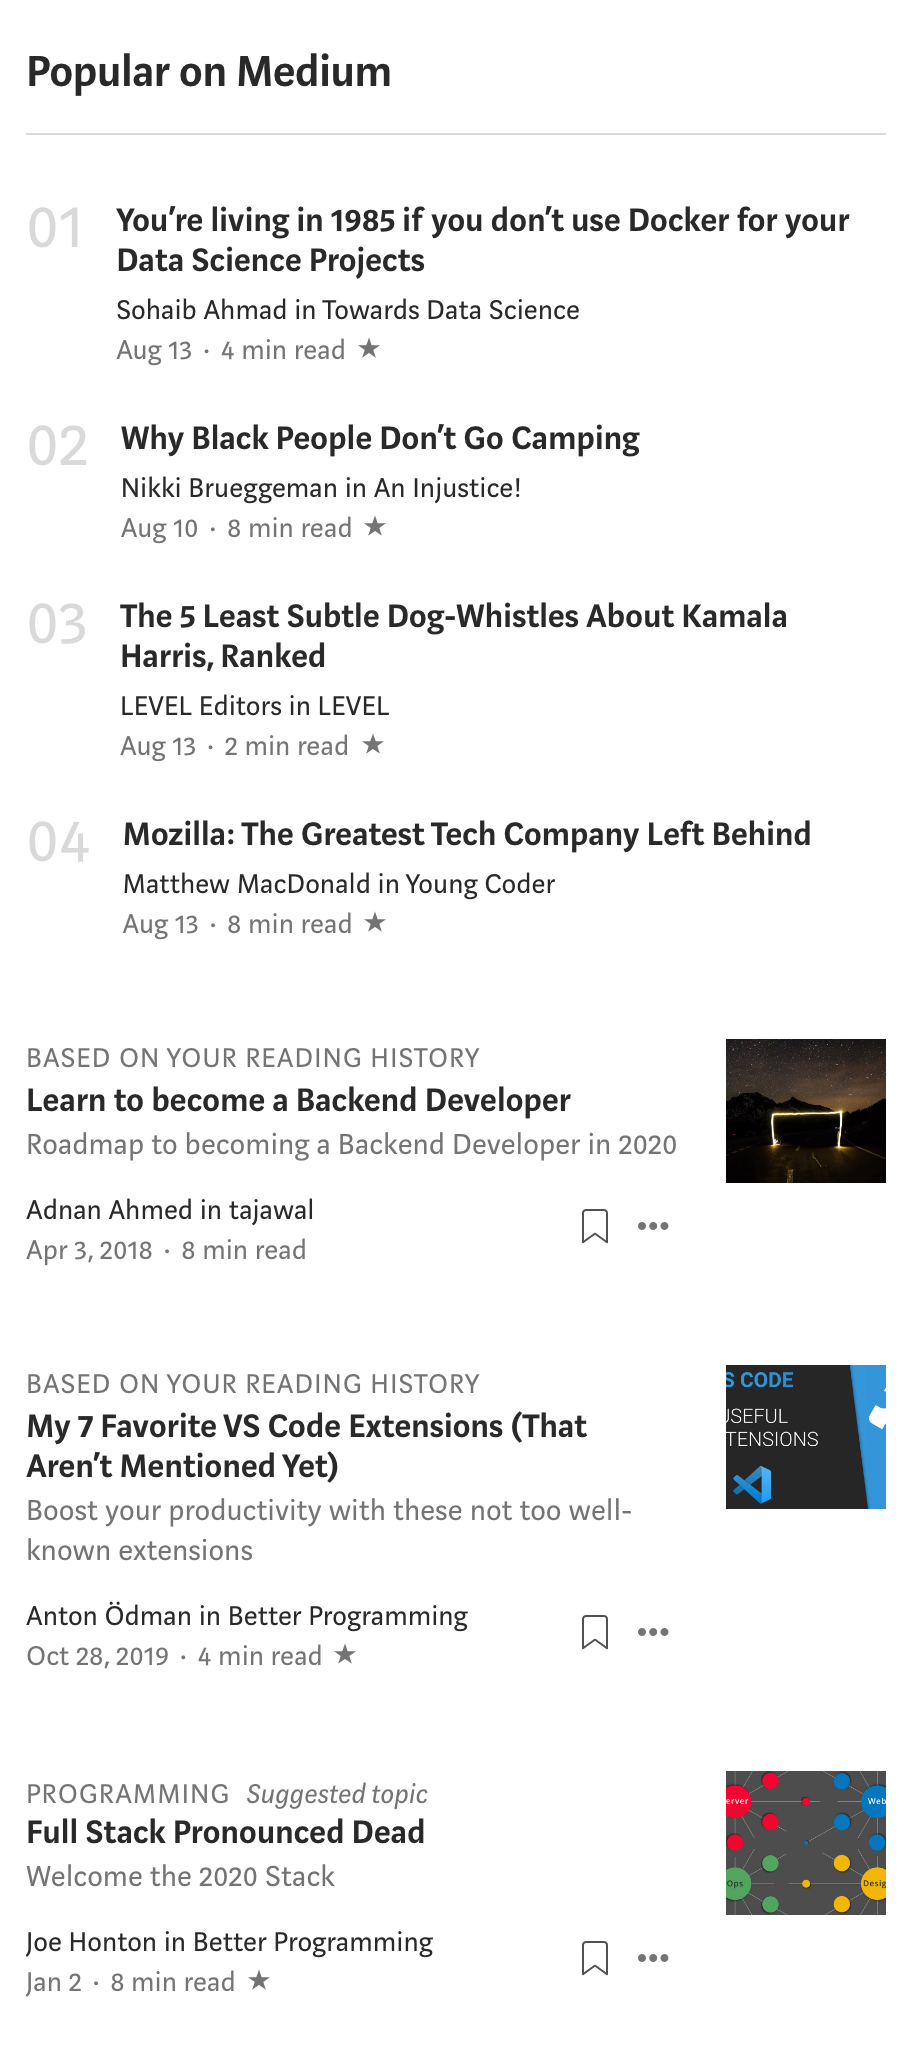 Popular on Medium
01
You’re living in 1985 if you don’t use Docker for your
Data Science Projects
Sohaib Ahmad in Towards Data Science
Aug 13 · 4 min read ★
02
Why Black People Don’t Go Camping
Nikki Brueggeman in An Injustice!
Aug 10 · 8 min read ★
03
The 5 Least Subtle Dog-Whistles About Kamala
Harris, Ranked
LEVEL Editors in LEVEL
Aug 13 · 2 min read ★
04
Mozilla: The Greatest Tech Company Left Behind
Matthew MacDonald in Young Coder
Aug 13 · 8 min read ★
BASED ON YOUR READING HISTORY
Learn to become a Backend Developer
Roadmap to becoming a Backend Developer in 2020
Adnan Ahmed in tajawal
Apr 3, 2018 · 8 min read
BASED ON YOUR READING HISTORY
My 7 Favorite VS Code Extensions (That
Aren’t Mentioned Yet)
Boost your productivity with these not too well-
known extensions
Anton Ödman in Better Programming
Oct 28, 2019 · 4 min read ★
S CODE
USEFUL
TENSIONS
PROGRAMMING Suggested topic
Full Stack Pronounced Dead
Welcome the 2020 Stack
Joe Honton in Better Programming
Jan 2 · 8 min read ★
erver
Web
Ops
Desig